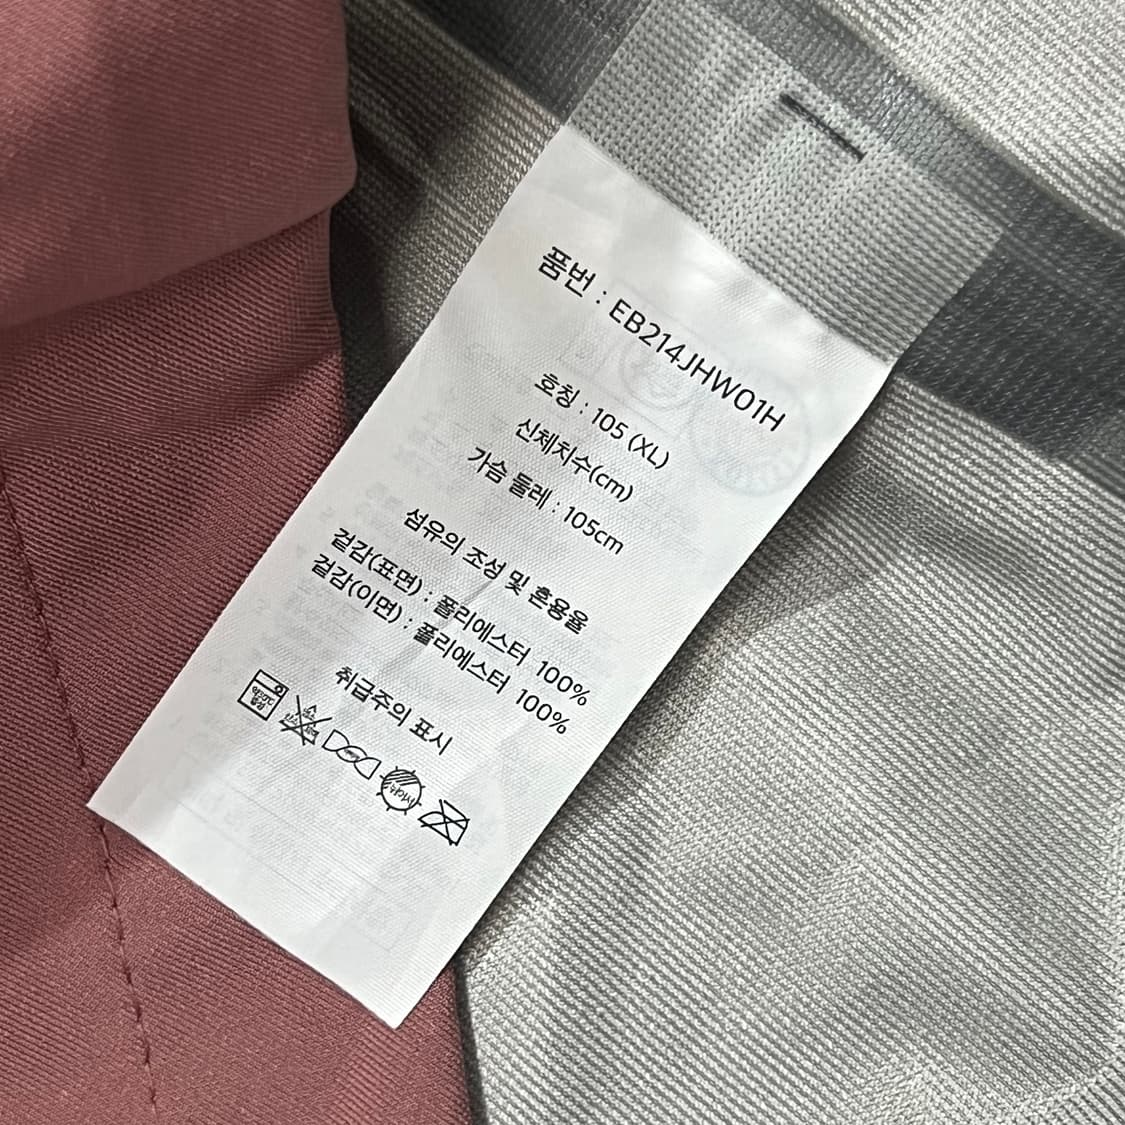 품번 : EB214JHW01H
호칭 : 105 (XL)
신체치수(cm)
가슴 둘레 : 105cm
섬유의 조성 및 혼용율
겉감(표면) : 폴리에스터 100%
겉감(이면) : 폴리에스터 100%
취급주의 표시